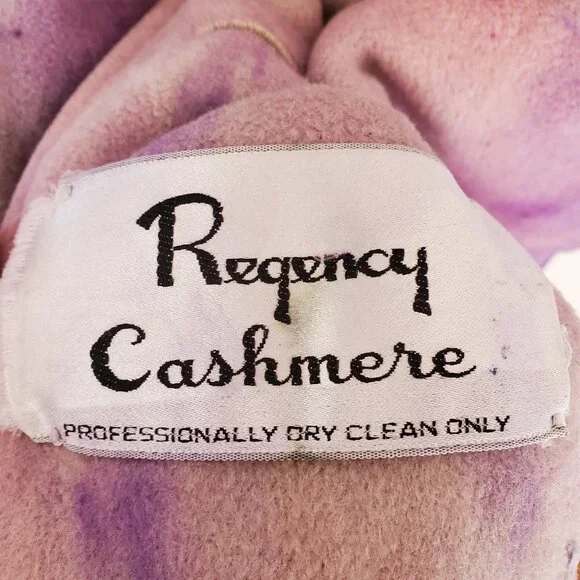 Regency
Cashmere
PROFESSIONALLY DRY CLEAN ONLY